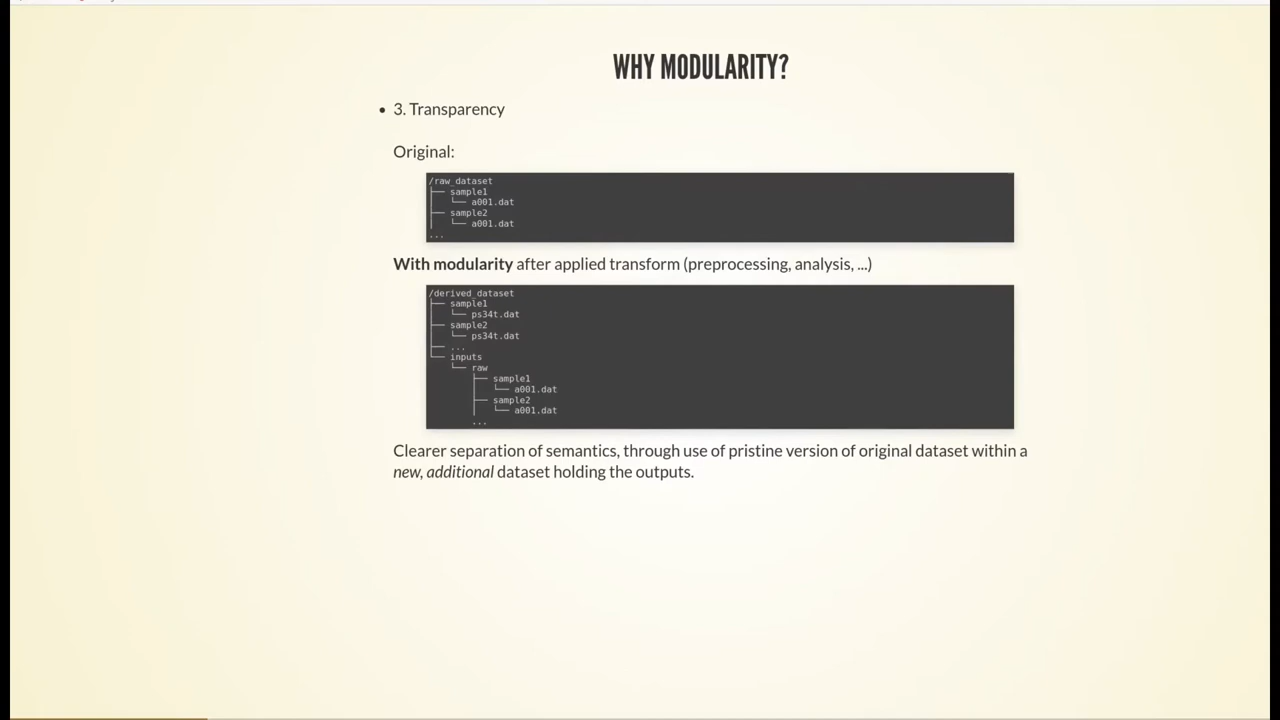 WHY MODULARITY?
• 3. Transparency
Original:
/raw_dataset
├── sample1
│   └── a001.dat
├── sample2
│   └── a001.dat
...
With modularity after applied transform (preprocessing, analysis, ...)
/derived_dataset
├── sample1
│   └── ps34t.dat
├── sample2
│   └── ps34t.dat
├── ...
└── inputs
    └── raw
        ├── sample1
        │   └── a001.dat
        ├── sample2
        │   └── a001.dat
        ...
Clearer separation of semantics, through use of pristine version of original dataset within a
new, additional dataset holding the outputs.